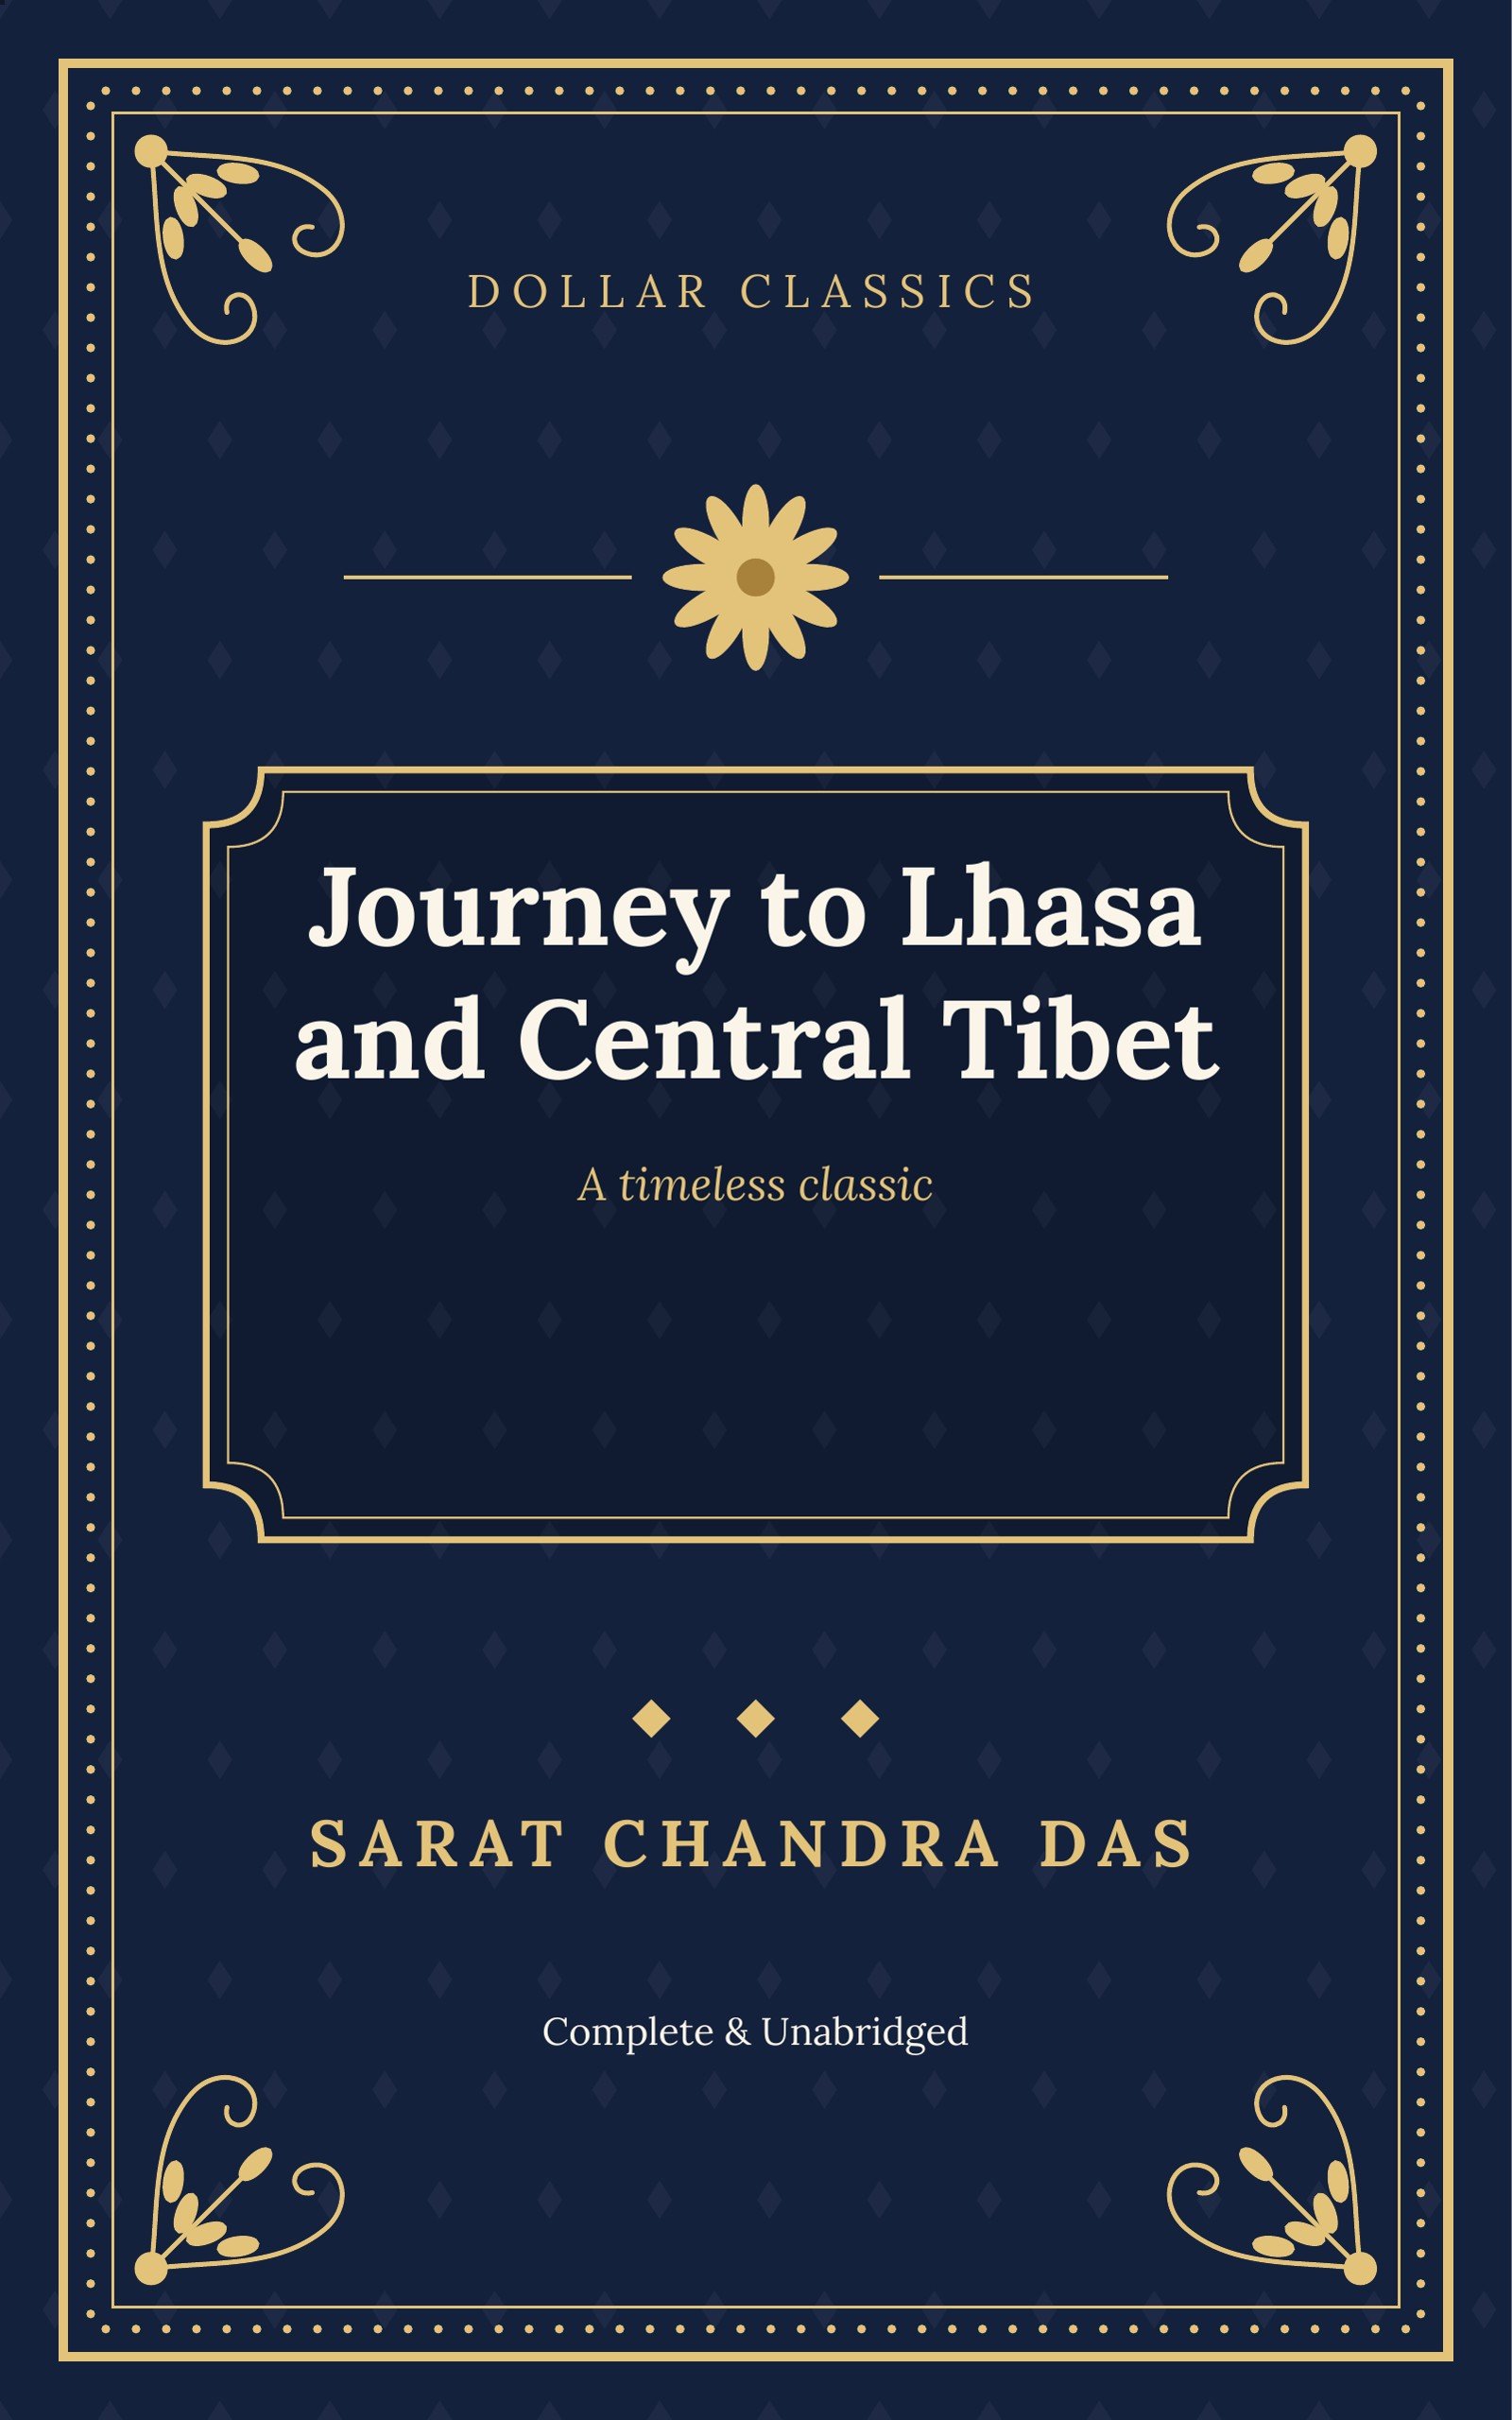 DOLLAR CLASSICS
Journey to Lhasa
and Central Tibet
A timeless classic
SARAT CHANDRA DAS
Complete & Unabridged